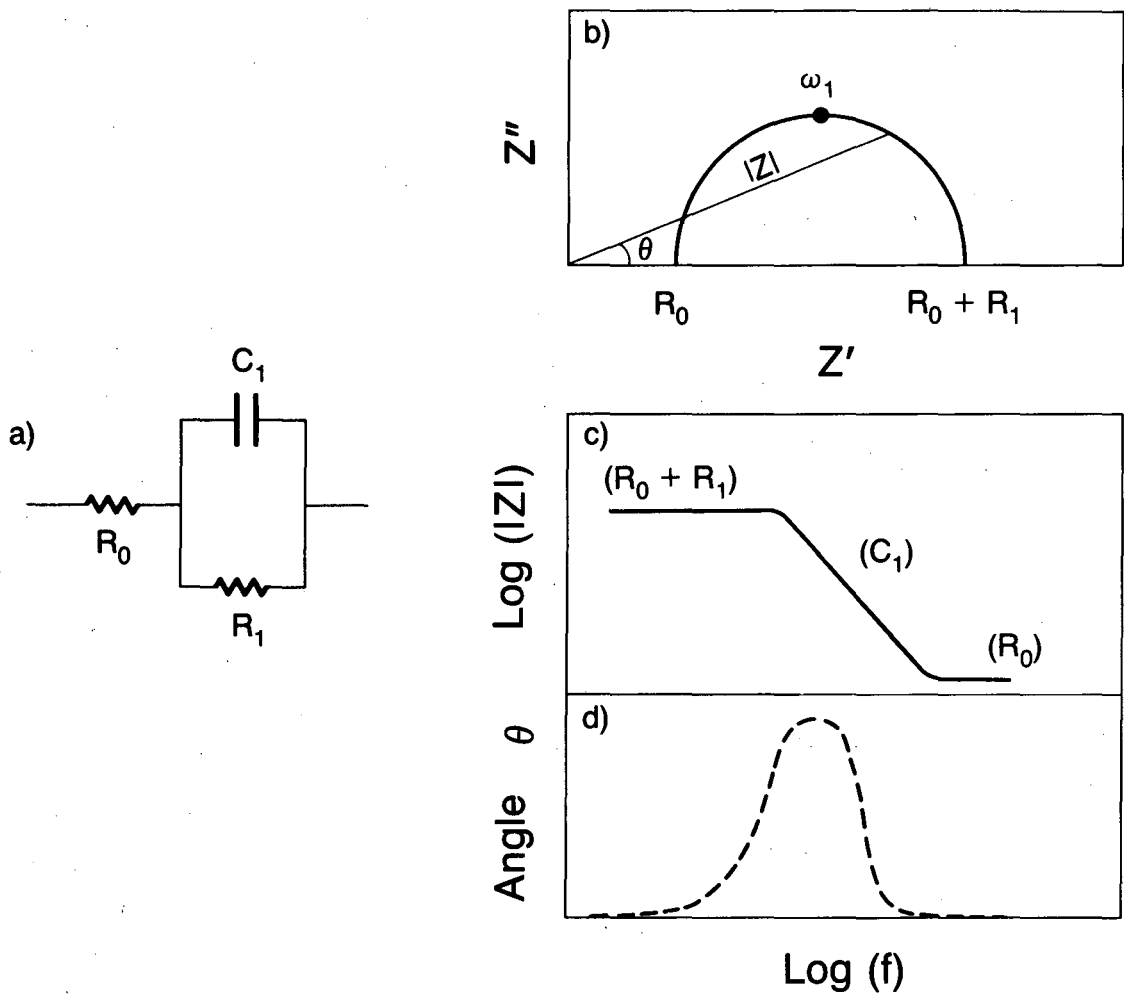 a)
C₁
R₀
R₁
b)
Z″
ω₁
|Z|
θ
R₀
R₀ + R₁
Z′
c)
Log (|Z|)
(R₀ + R₁)
(C₁)
(R₀)
d)
Angle θ
Log (f)